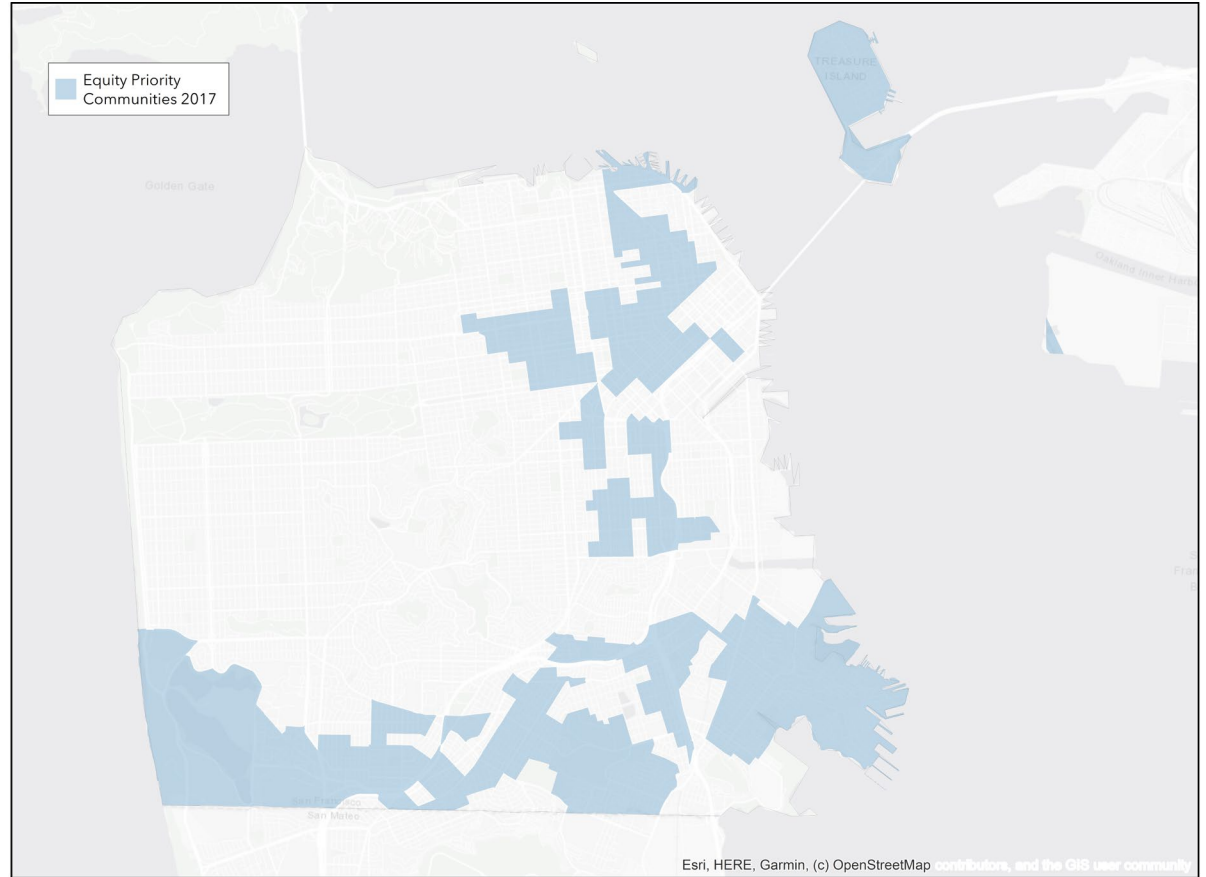 Equity Priority
Communities 2017
TREASURE
ISLAND
Golden Gate
Oakland Inner Harb
San Francisco
San Mateo
Esri, HERE, Garmin, (c) OpenStreetMap contributors, and the GIS user community